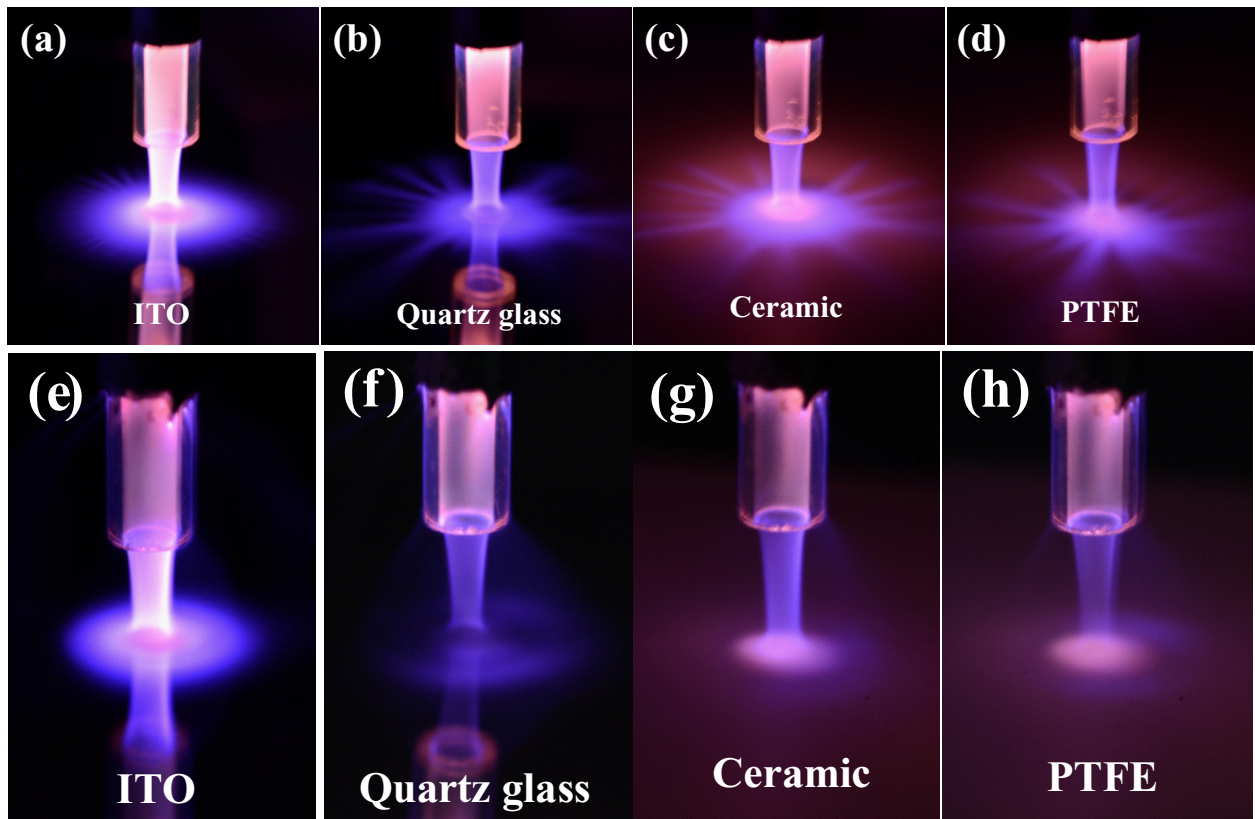 (a)
(b)
(c)
(d)
ITO
Quartz glass
Ceramic
PTFE
(e)
(f)
(g)
(h)
ITO
Quartz glass
Ceramic
PTFE